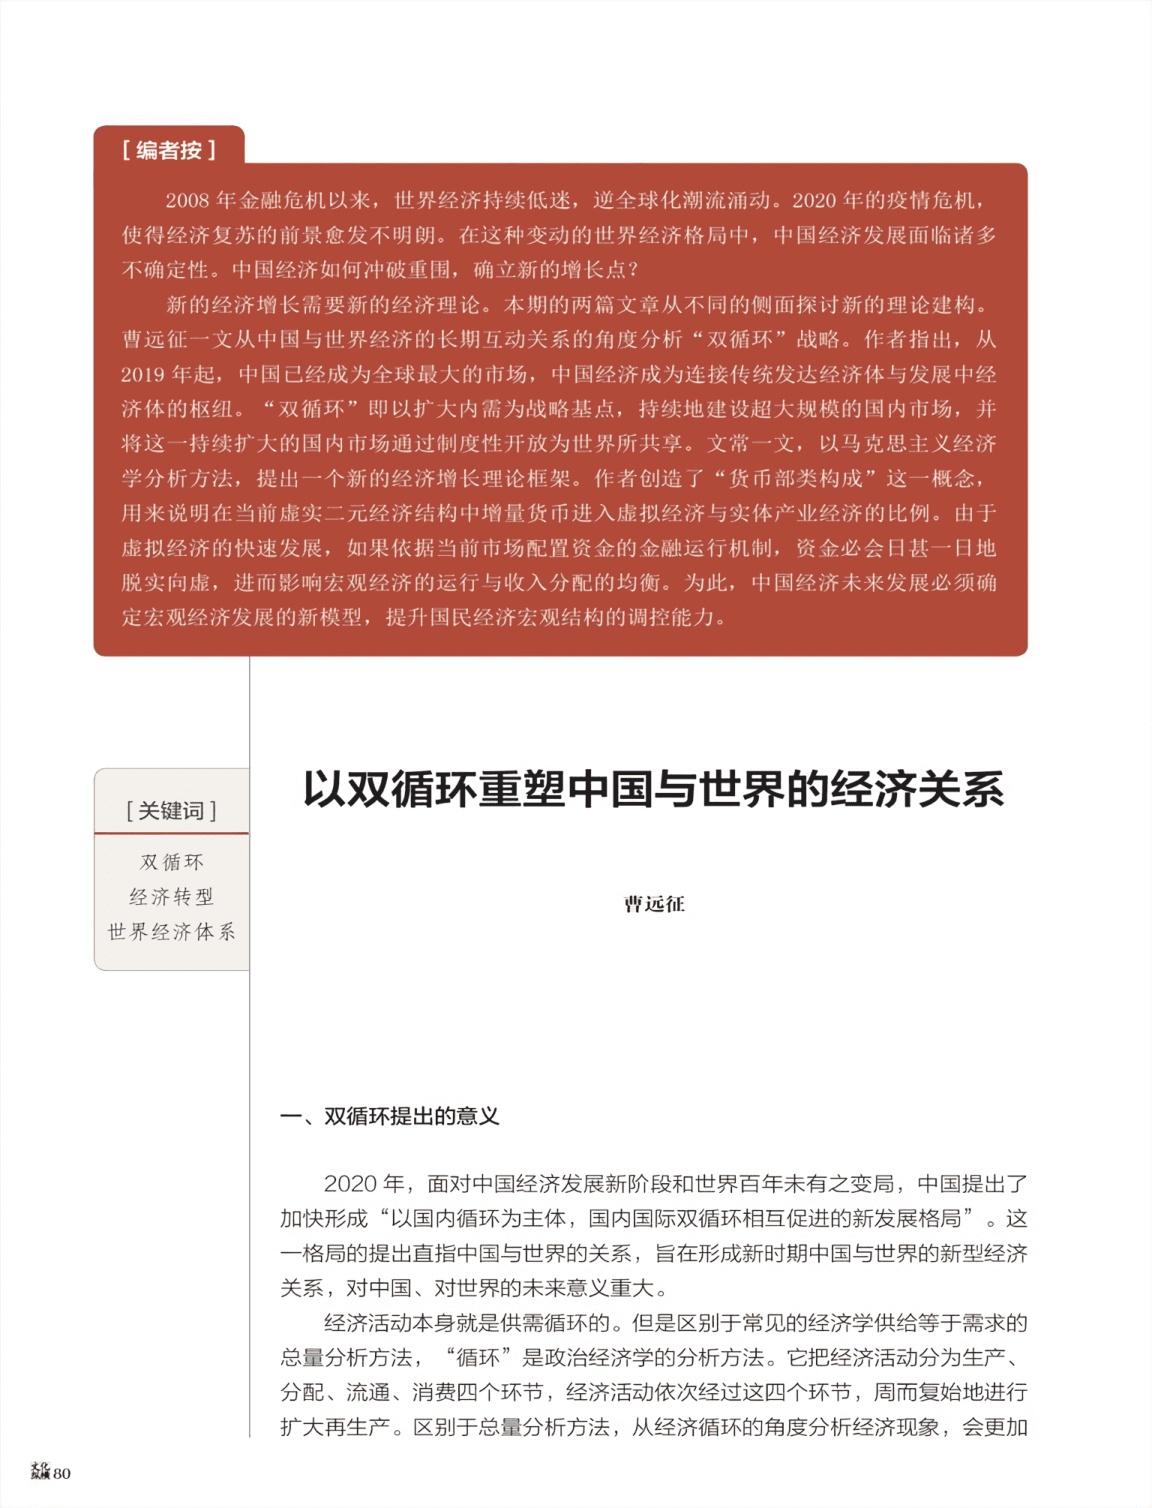 [ 编者按 ]
2008 年金融危机以来，世界经济持续低迷，逆全球化潮流涌动。2020 年的疫情危机，
使得经济复苏的前景愈发不明朗。在这种变动的世界经济格局中，中国经济发展面临诸多
不确定性。中国经济如何冲破重围，确立新的增长点？
新的经济增长需要新的经济理论。本期的两篇文章从不同的侧面探讨新的理论建构。
曹远征一文从中国与世界经济的长期互动关系的角度分析“双循环”战略。作者指出，从
2019 年起，中国已经成为全球最大的市场，中国经济成为连接传统发达经济体与发展中经
济体的枢纽。“双循环”即以扩大内需为战略基点，持续地建设超大规模的国内市场，并
将这一持续扩大的国内市场通过制度性开放为世界所共享。文常一文，以马克思主义经济
学分析方法，提出一个新的经济增长理论框架。作者创造了“货币部类构成”这一概念，
用来说明在当前虚实二元经济结构中增量货币进入虚拟经济与实体产业经济的比例。由于
虚拟经济的快速发展，如果依据当前市场配置资金的金融运行机制，资金必会日甚一日地
脱实向虚，进而影响宏观经济的运行与收入分配的均衡。为此，中国经济未来发展必须确
定宏观经济发展的新模型，提升国民经济宏观结构的调控能力。
以双循环重塑中国与世界的经济关系
[ 关键词 ]
双循环
经济转型
世界经济体系
曹远征
一、双循环提出的意义
2020 年，面对中国经济发展新阶段和世界百年未有之变局，中国提出了
加快形成“以国内循环为主体，国内国际双循环相互促进的新发展格局”。这
一格局的提出直指中国与世界的关系，旨在形成新时期中国与世界的新型经济
关系，对中国、对世界的未来意义重大。
经济活动本身就是供需循环的。但是区别于常见的经济学供给等于需求的
总量分析方法，“循环”是政治经济学的分析方法。它把经济活动分为生产、
分配、流通、消费四个环节，经济活动依次经过这四个环节，周而复始地进行
扩大再生产。区别于总量分析方法，从经济循环的角度分析经济现象，会更加
文化纵横 80